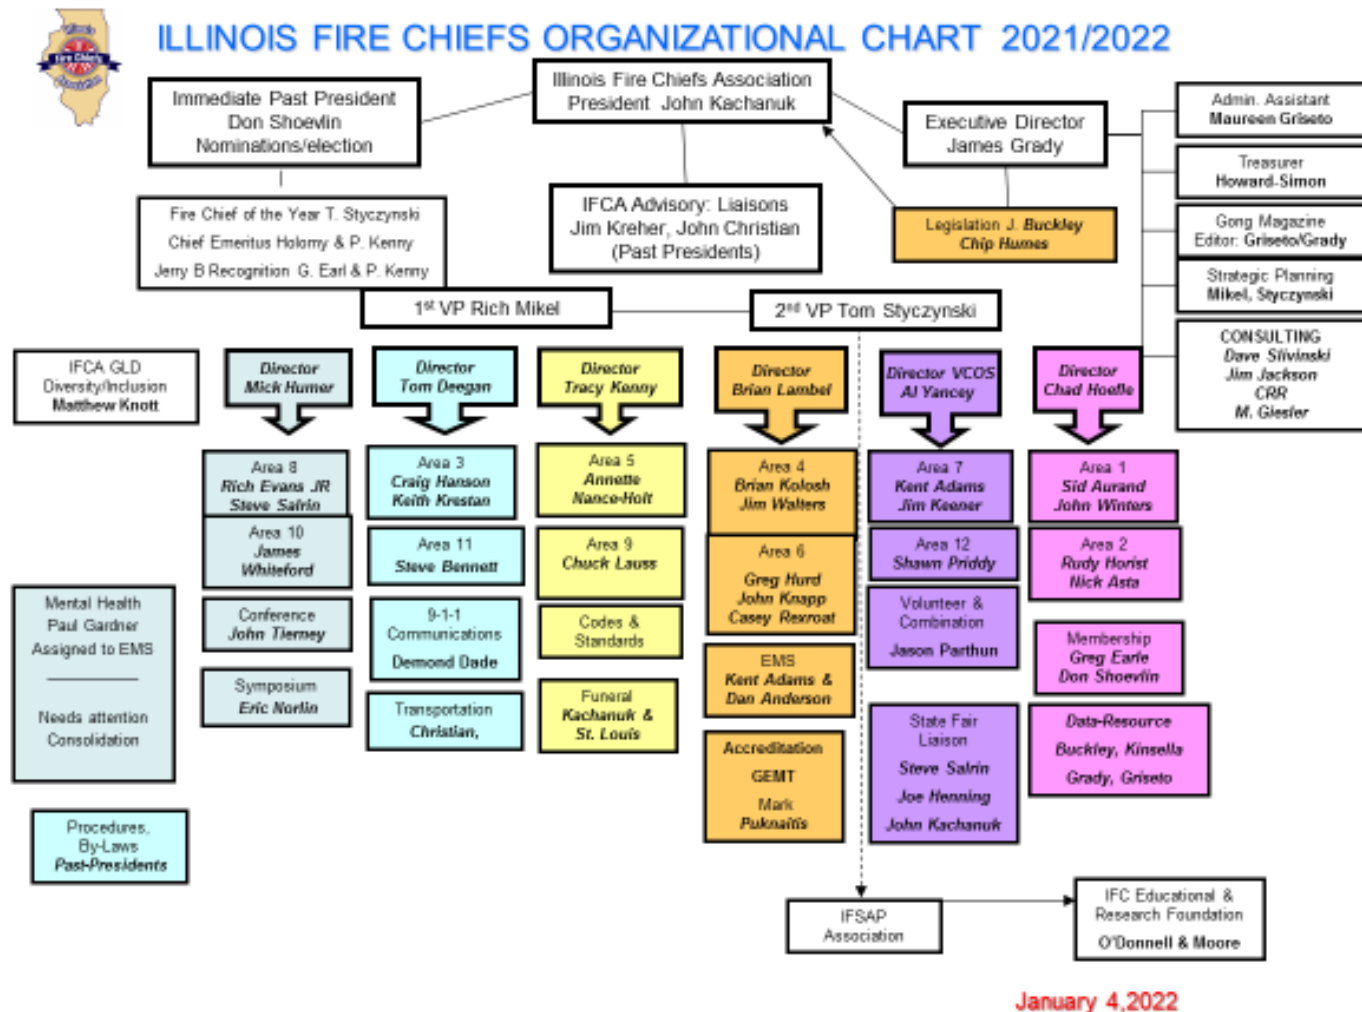 Illinois
Fire Chiefs
Association
ILLINOIS FIRE CHIEFS ORGANIZATIONAL CHART 2021/2022
Illinois Fire Chiefs Association
President John Kachanuk
Immediate Past President
Don Shoevlin
Nominations/election
Executive Director
James Grady
Admin. Assistant
Maureen Griseto
Treasurer
Howard-Simon
Gong Magazine
Editor: Griseto/Grady
Strategic Planning
Mikel, Styczynski
CONSULTING
Dave Slivinski
Jim Jackson
CRR
M. Giesler
Fire Chief of the Year T. Styczynski
Chief Emeritus Holomy & P. Kenny
Jerry B Recognition G. Earl & P. Kenny
IFCA Advisory: Liaisons
Jim Kreher, John Christian
(Past Presidents)
Legislation J. Buckley
Chip Humes
1st VP Rich Mikel
2nd VP Tom Styczynski
IFCA GLD
Diversity/Inclusion
Matthew Knott
Director
Mick Humer
Director
Tom Deegan
Director
Tracy Kenny
Director
Brian Lambel
Director VCOS
Al Yancey
Director
Chad Hoefle
Area 8
Rich Evans JR
Steve Salrin
Area 10
James
Whiteford
Conference
John Tierney
Symposium
Eric Norlin
Area 3
Craig Hanson
Keith Krestan
Area 11
Steve Bennett
9-1-1
Communications
Demond Dade
Transportation
Christian,
Area 5
Annette
Nance-Holt
Area 9
Chuck Lauss
Codes &
Standards
Funeral
Kachanuk &
St. Louis
Area 4
Brian Kolosh
Jim Walters
Area 6
Greg Hurd
John Knapp
Casey Rexroat
EMS
Kent Adams &
Dan Anderson
Accreditation
GEMT
Mark
Puknaitis
Area 7
Kent Adams
Jim Keener
Area 12
Shawn Priddy
Volunteer &
Combination
Jason Parthun
State Fair
Liaison
Steve Salrin
Joe Henning
John Kachanuk
Area 1
Sid Aurand
John Winters
Area 2
Rudy Horist
Nick Asta
Membership
Greg Earle
Don Shoevlin
Data-Resource
Buckley, Kinsella
Grady, Griseto
Mental Health
Paul Gardner
Assigned to EMS
Needs attention
Consolidation
Procedures,
By-Laws
Past-Presidents
IFSAP
Association
IFC Educational &
Research Foundation
O'Donnell & Moore
January 4,2022